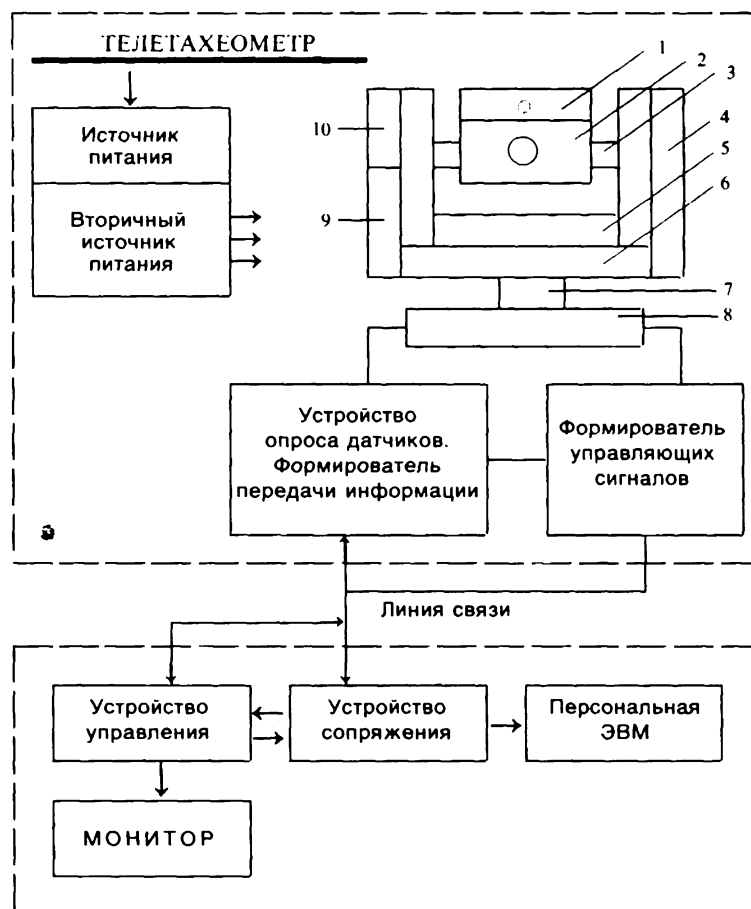 ТЕЛЕТАХЕОМЕТР
Источник
питания
Вторичный
источник
питания
1
2
3
4
5
6
7
8
9
10
Устройство
опроса датчиков.
Формирователь
передачи информации
Формирователь
управляющих
сигналов
а
Линия связи
Устройство
управления
Устройство
сопряжения
Персональная
ЭВМ
МОНИТОР